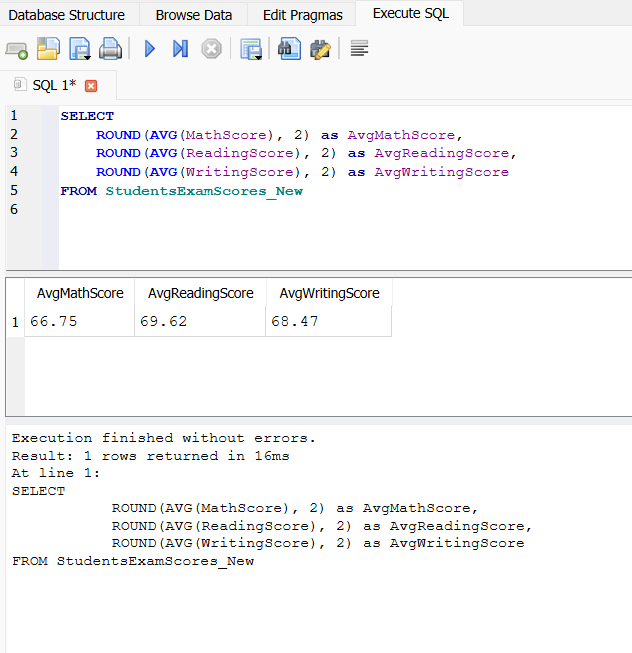 Database Structure Browse Data Edit Pragmas Execute SQL
SQL 1*
1 SELECT
2 ROUND(AVG(MathScore), 2) as AvgMathScore,
3 ROUND(AVG(ReadingScore), 2) as AvgReadingScore,
4 ROUND(AVG(WritingScore), 2) as AvgWritingScore
5 FROM StudentsExamScores_New
6
AvgMathScore AvgReadingScore AvgWritingScore
1 66.75 69.62 68.47
Execution finished without errors.
Result: 1 rows returned in 16ms
At line 1:
SELECT
ROUND(AVG(MathScore), 2) as AvgMathScore,
ROUND(AVG(ReadingScore), 2) as AvgReadingScore,
ROUND(AVG(WritingScore), 2) as AvgWritingScore
FROM StudentsExamScores_New